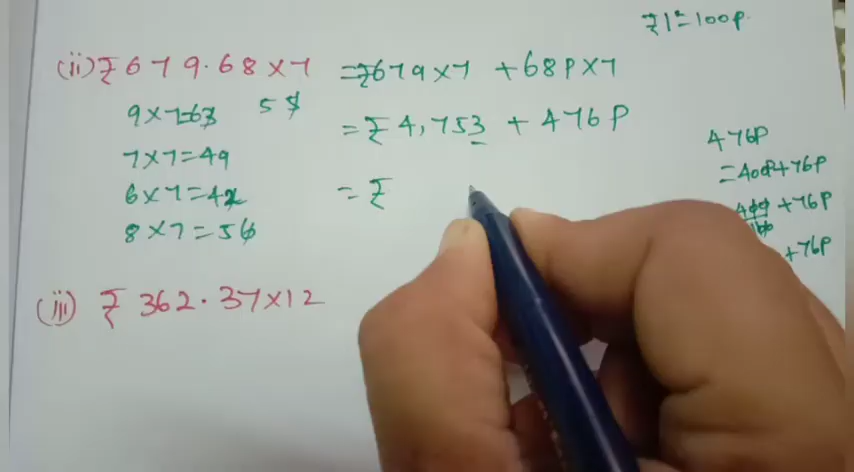 ₹1 = 100p.
(ii) ₹679.68×7 = ₹679×7 + 68P×7
9×7=63 5 5
= ₹4,753 + 476P
7×7=49
6×7=42
= ₹
8×7=56
476P
= 400P+76P
+76P
+76P
(iii) ₹362.37×12